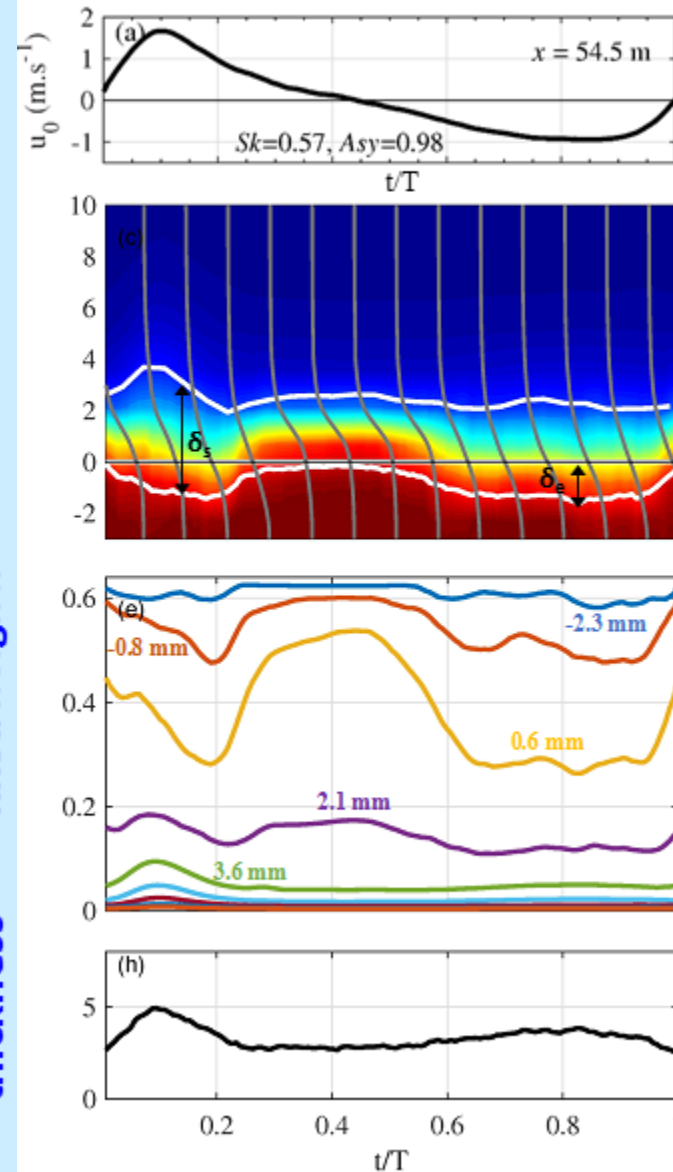 (a)
x = 54.5 m
u0 (m.s-1)
2
1
0
-1
Sk=0.57, Asy=0.98
t/T
(c)
10
8
6
4
2
0
-2
δs
δe
(e)
0.6
0.4
0.2
0
-2.3 mm
-0.8 mm
0.6 mm
2.1 mm
3.6 mm
(h)
5
0
0.2 0.4 0.6 0.8
t/T